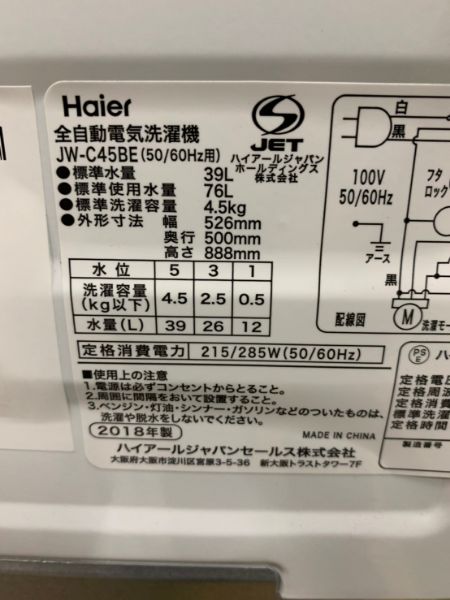 Haier
全自動電気洗濯機
JW-C45BE(50/60Hz用)
S
JET
ハイアールジャパン
ホールディングス
株式会社
●標準水量 39L
●標準使用水量 76L
●標準洗濯容量 4.5kg
●外形寸法 幅 526mm
奥行 500mm
高さ 888mm
水位 5 3 1
洗濯容量(kg以下) 4.5 2.5 0.5
水量(L) 39 26 12
定格消費電力 215/285W(50/60Hz)
■使用上の注意
1.電源は必ずコンセントからとること。
2.周囲に間隔をおいて設置すること。
3.ベンジン・灯油・シンナー・ガソリンなどのついたものは、
洗濯や脱水をしないでください。
2018年製
MADE IN CHINA
ハイアールジャパンセールス株式会社
大阪府大阪市淀川区宮原3-5-36 新大阪トラストタワー7F
白
黒
100V
50/60Hz
フタ
ロック
アース
黒
配線図
M
洗濯モー
PS
E
ハ
定格電圧
定格周波
定格消費
標準洗濯
定格時間
製造番号